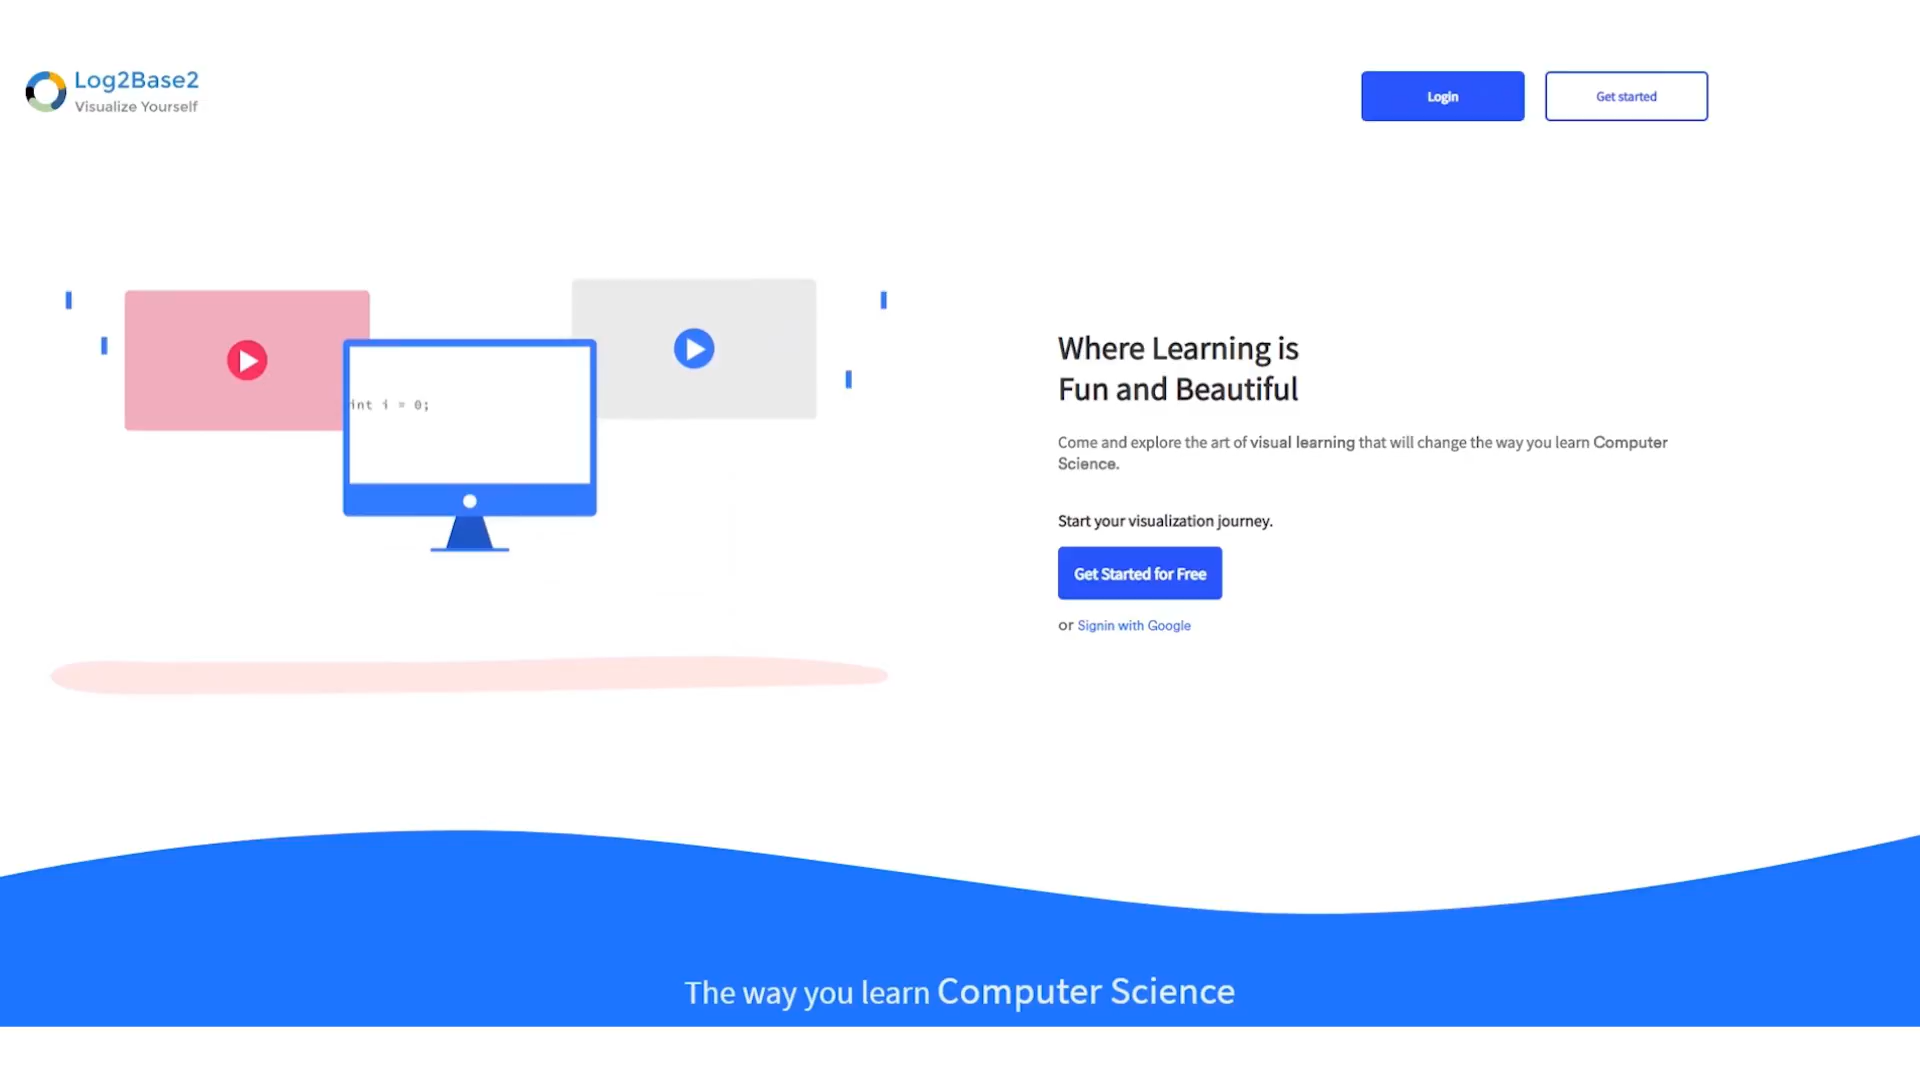 Log2Base2
Visualize Yourself
Login
Get started
int i = 0;
Where Learning is
Fun and Beautiful
Come and explore the art of visual learning that will change the way you learn Computer
Science.
Start your visualization journey.
Get Started for Free
or Signin with Google
The way you learn Computer Science